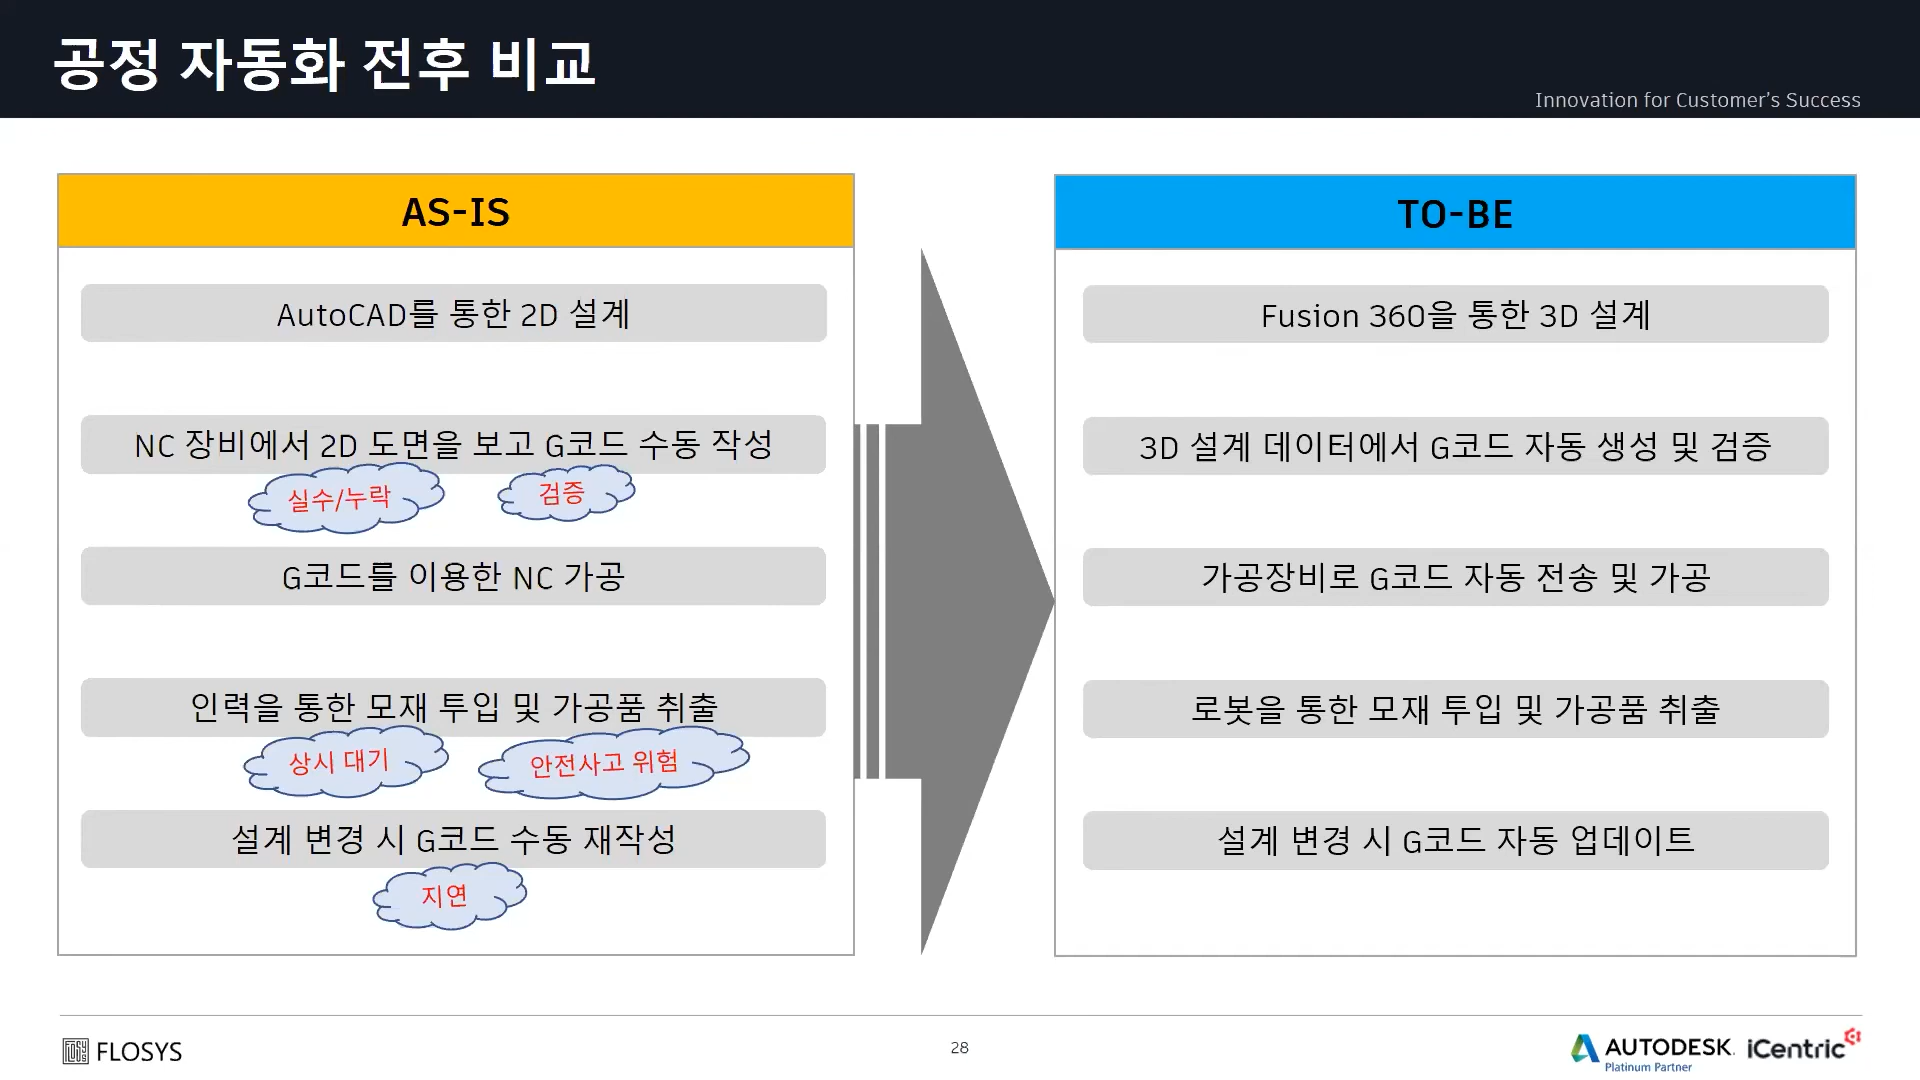 공정 자동화 전후 비교
Innovation for Customer's Success
AS-IS
AutoCAD를 통한 2D 설계
NC 장비에서 2D 도면을 보고 G코드 수동 작성
실수/누락
검증
G코드를 이용한 NC 가공
인력을 통한 모재 투입 및 가공품 취출
상시 대기
안전사고 위험
설계 변경 시 G코드 수동 재작성
지연
TO-BE
Fusion 360을 통한 3D 설계
3D 설계 데이터에서 G코드 자동 생성 및 검증
가공장비로 G코드 자동 전송 및 가공
로봇을 통한 모재 투입 및 가공품 취출
설계 변경 시 G코드 자동 업데이트
FLOSYS
28
AUTODESK
Platinum Partner
iCentric